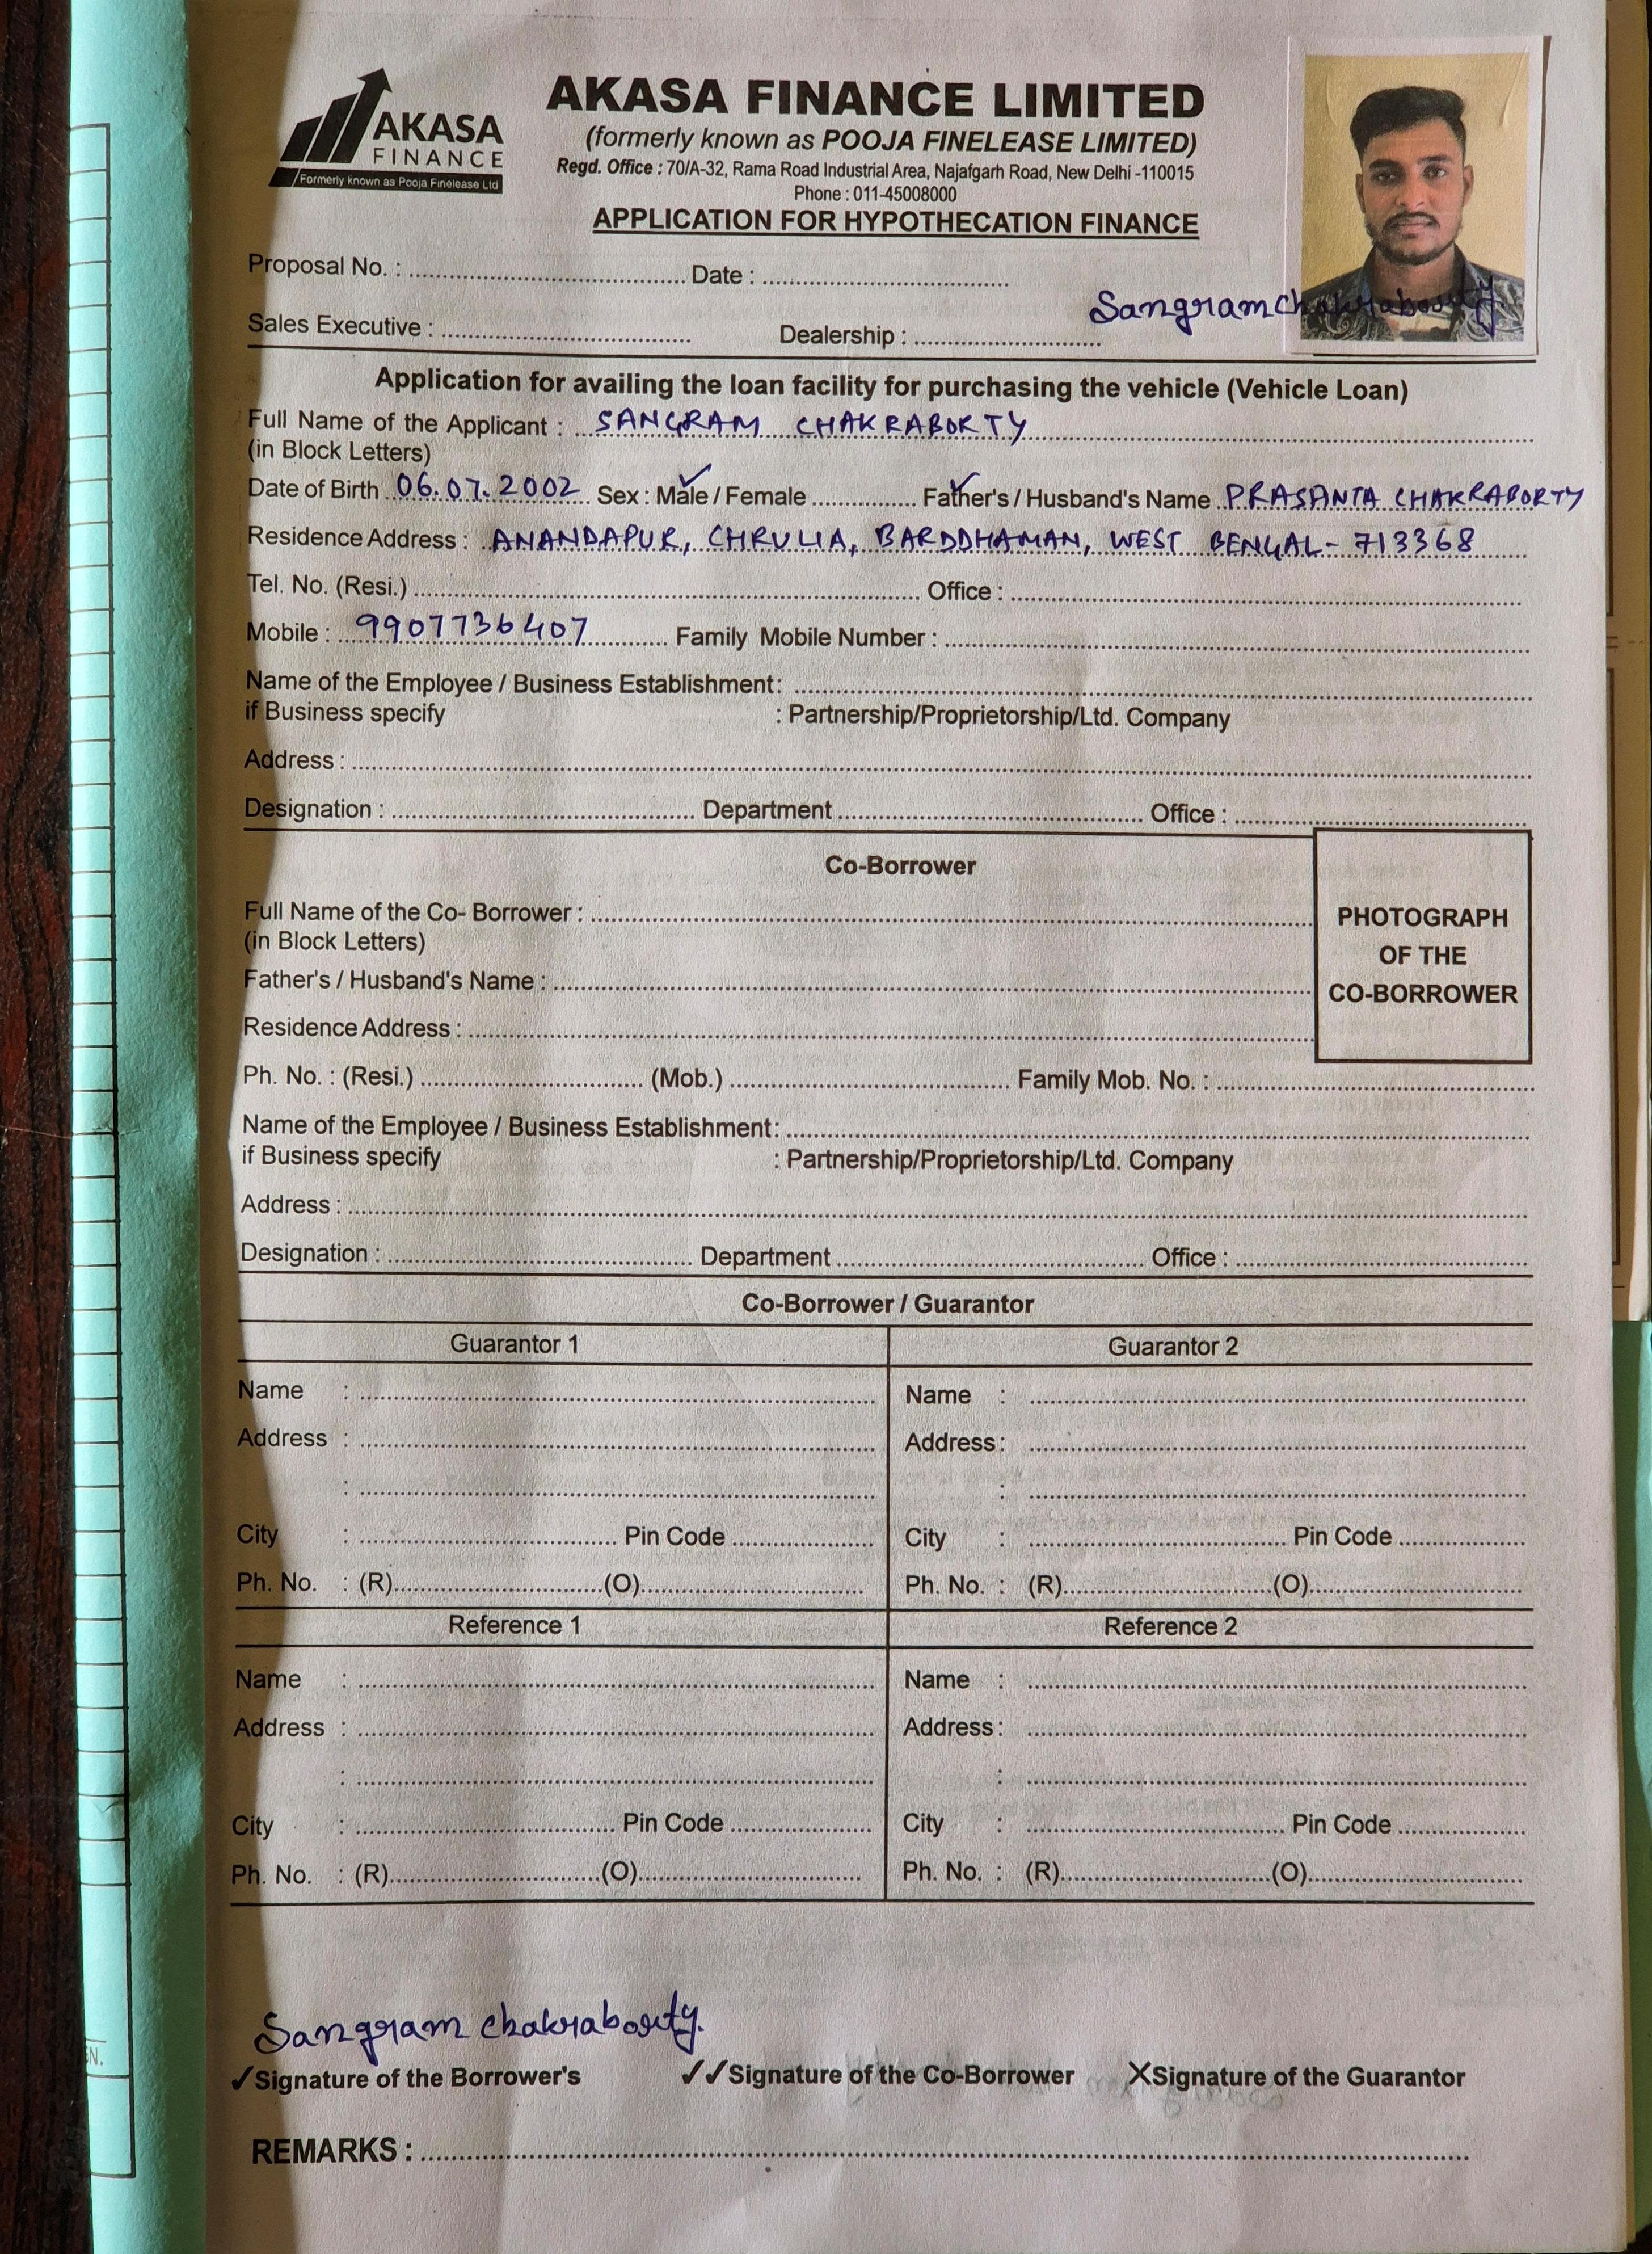 AKASA
FINANCE
Formerly known as Pooja Finelease Ltd
AKASA FINANCE LIMITED
(formerly known as POOJA FINELEASE LIMITED)
Regd. Office : 70/A-32, Rama Road Industrial Area, Najafgarh Road, New Delhi -110015
Phone : 011-45008000
APPLICATION FOR HYPOTHECATION FINANCE
Proposal No. : Date :
Sangram chakraborty
Sales Executive : Dealership :
Application for availing the loan facility for purchasing the vehicle (Vehicle Loan)
Full Name of the Applicant : SANGRAM CHAKRABORTY
(in Block Letters)
Date of Birth 06.07.2002 Sex : Male / Female Father's / Husband's Name PRASANTA CHAKRABORTY
Residence Address : ANANDAPUR, CHRULIA, BARDDHAMAN, WEST BENGAL- 713368
Tel. No. (Resi.) Office :
Mobile : 9907736407 Family Mobile Number :
Name of the Employee / Business Establishment:
if Business specify : Partnership/Proprietorship/Ltd. Company
Address :
Designation : Department Office :
Co-Borrower
Full Name of the Co- Borrower :
(in Block Letters)
Father's / Husband's Name :
Residence Address :
PHOTOGRAPH
OF THE
CO-BORROWER
Ph. No. : (Resi.) (Mob.) Family Mob. No. :
Name of the Employee / Business Establishment:
if Business specify : Partnership/Proprietorship/Ltd. Company
Address :
Designation : Department Office :
Co-Borrower / Guarantor
Guarantor 1 Guarantor 2
Name : Name :
Address : Address :
: :
City : Pin Code City : Pin Code
Ph. No. : (R) (O) Ph. No. : (R) (O)
Reference 1 Reference 2
Name : Name :
Address : Address :
: :
City : Pin Code City : Pin Code
Ph. No. : (R) (O) Ph. No. : (R) (O)
Sangram chakraborty.
✓Signature of the Borrower's ✓✓Signature of the Co-Borrower XSignature of the Guarantor
REMARKS :